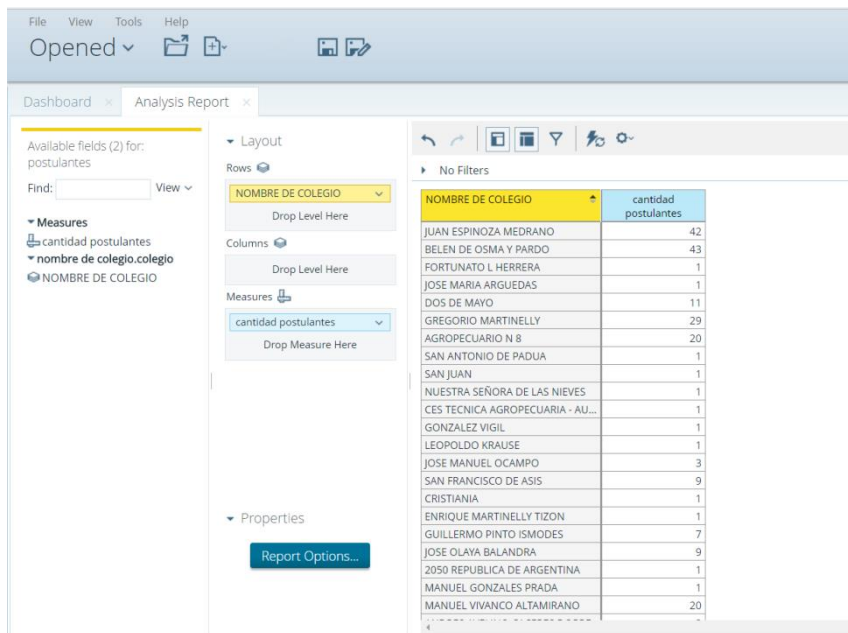 File View Tools Help
Opened
Dashboard × Analysis Report ×
Available fields (2) for:
postulantes
Find: View
Measures
cantidad postulantes
nombre de colegio.colegio
NOMBRE DE COLEGIO
Layout
Rows
NOMBRE DE COLEGIO
Drop Level Here
Columns
Drop Level Here
Measures
cantidad postulantes
Drop Measure Here
Properties
Report Options...
No Filters
NOMBRE DE COLEGIO cantidad
postulantes
JUAN ESPINOZA MEDRANO 42
BELEN DE OSMA Y PARDO 43
FORTUNATO L HERRERA 1
JOSE MARIA ARGUEDAS 1
DOS DE MAYO 11
GREGORIO MARTINELLY 29
AGROPECUARIO N 8 20
SAN ANTONIO DE PADUA 1
SAN JUAN 1
NUESTRA SEÑORA DE LAS NIEVES 1
CES TECNICA AGROPECUARIA - AU... 1
GONZALEZ VIGIL 1
LEOPOLDO KRAUSE 1
JOSE MANUEL OCAMPO 3
SAN FRANCISCO DE ASIS 9
CRISTIANIA 1
ENRIQUE MARTINELLY TIZON 1
GUILLERMO PINTO ISMODES 7
JOSE OLAYA BALANDRA 9
2050 REPUBLICA DE ARGENTINA 1
MANUEL GONZALES PRADA 1
MANUEL VIVANCO ALTAMIRANO 20